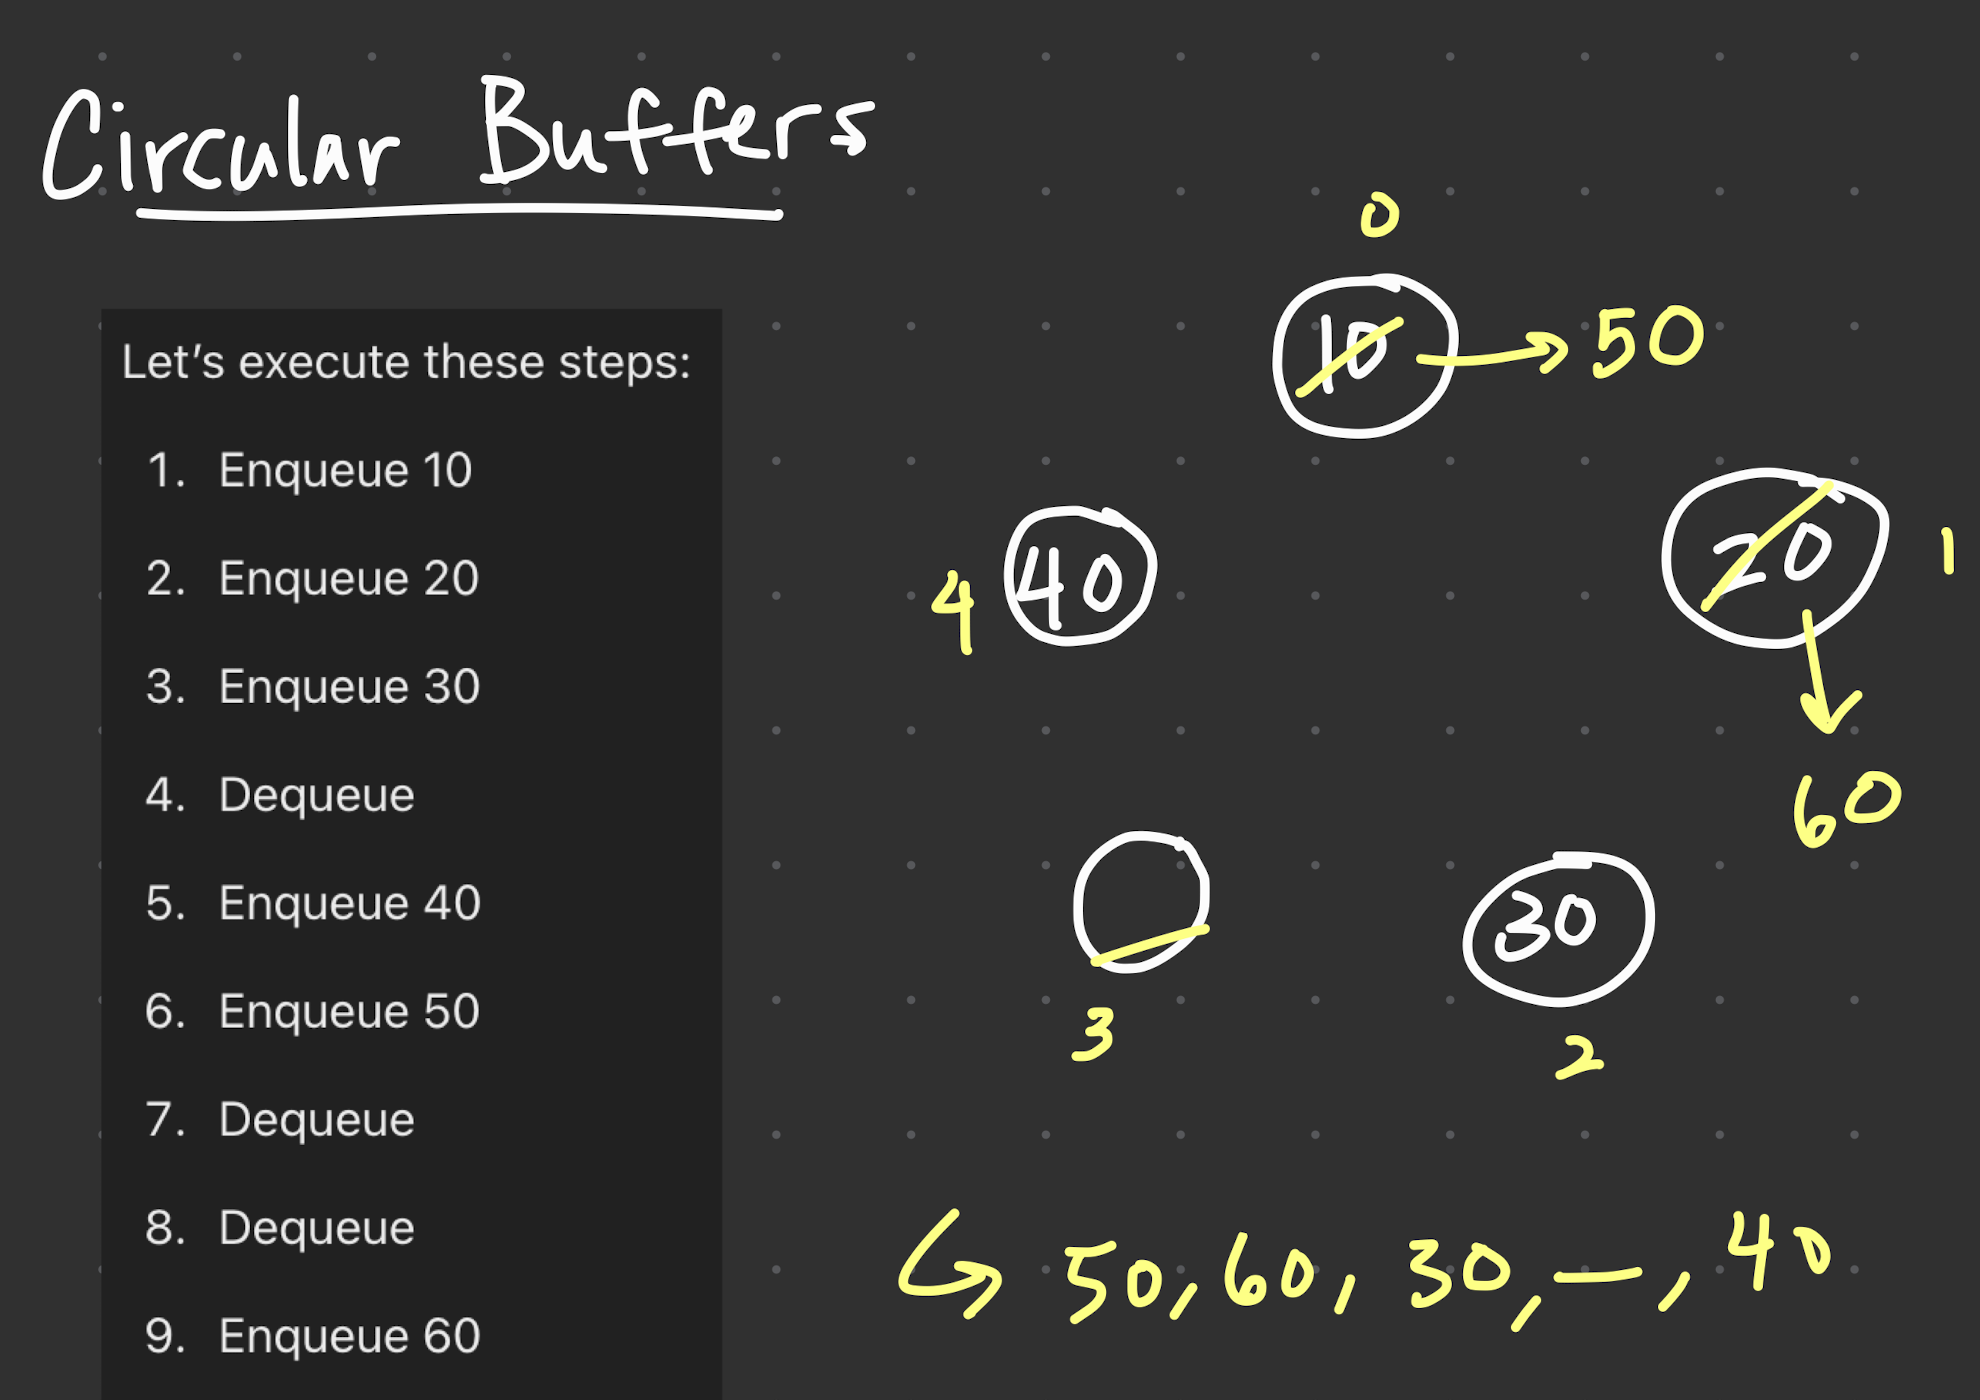 Circular Buffers
Let's execute these steps:
1. Enqueue 10
2. Enqueue 20
3. Enqueue 30
4. Dequeue
5. Enqueue 40
6. Enqueue 50
7. Dequeue
8. Dequeue
9. Enqueue 60
0
10 → 50
20 1
60
4 40
30
3
2
↪ 50, 60, 30, —, 40